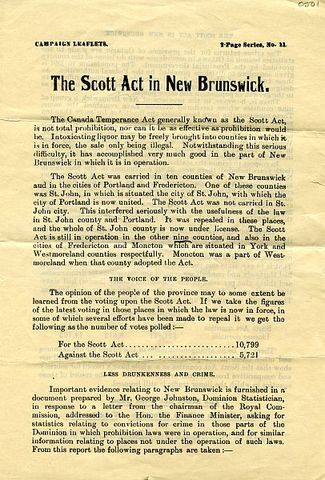 0501
CAMPAIGN LEAFLETS.
2-Page Series, No. 11.
The Scott Act in New Brunswick.
The Canada Temperance Act generally known as the Scott Act,
is not total prohibition, nor can it be as effective as prohibition would
be. Intoxicating liquor may be freely brought into counties in which it
is in force, the sale only being illegal. Notwithstanding this serious
difficulty, it has accomplished very much good in the part of New
Brunswick in which it is in operation.
The Scott Act was carried in ten counties of New Brunswick
and in the cities of Portland and Fredericton. One of these counties
was St. John, in which is situated the city of St. John, with which the
city of Portland is now united. The Scott Act was not carried in St.
John city. This interfered seriously with the usefulness of the law
in St. John county and Portland. It was repealed in these places,
and the whole of St. John county is now under license. The Scott
Act is still in operation in the other nine counties, and also in the
cities of Fredericton and Moncton which are situated in York and
Westmoreland counties respectfully. Moncton was a part of West-
moreland when that county adopted the Act.
THE VOICE OF THE PEOPLE.
The opinion of the people of the province may to some extent be
learned from the voting upon the Scott Act. If we take the figures
of the latest voting in those places in which the law is now in force, in
some of which several efforts have been made to repeal it we get the
following as the number of votes polled :—
For the Scott Act.................... 10,799
Against the Scott Act ... ............... 5,721
LESS DRUNKENNESS AND CRIME.
Important evidence relating to New Brunswick is furnished in a
document prepared by Mr. George Johnston, Dominion Statistician,
in response to a letter from the chairman of the Royal Com-
mission, addressed to the Hon. the Finance Minister, asking for
statistics relating to convictions for crime in those parts of the
Dominion in which prohibition laws were in operation, and for similar
information relating to places not under the operation of such laws.
From this report the following paragraphs are taken :—